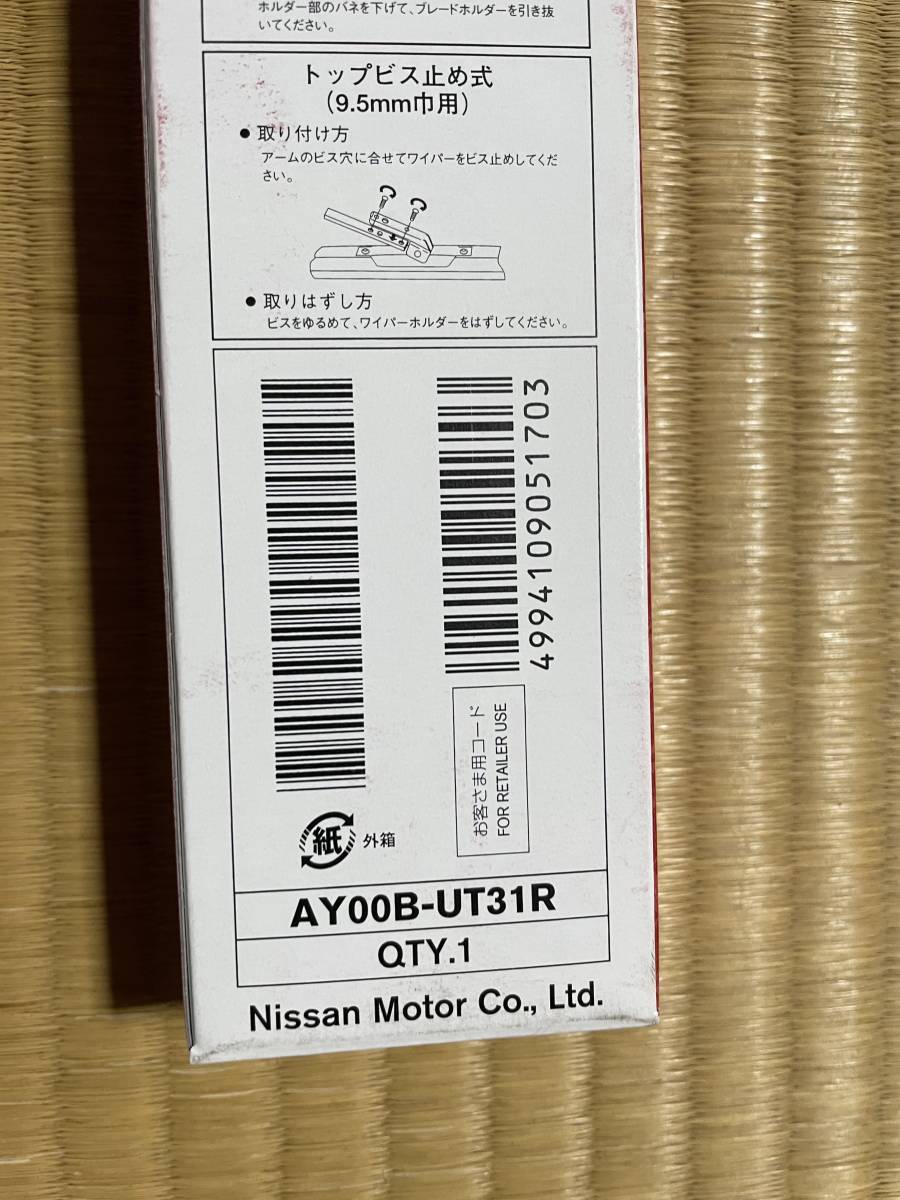 ホルダー部のバネを下げて、ブレードホルダーを引き抜
いてください。
トップビス止め式
(9.5mm巾用)
● 取り付け方
アームのビス穴に合せてワイパーをビス止めしてくだ
さい。
● 取りはずし方
ビスをゆるめて、ワイパーホルダーをはずしてください。
4994109051703
お客さま用コード
FOR RETAILER USE
紙 外箱
AY00B-UT31R
QTY.1
Nissan Motor Co., Ltd.